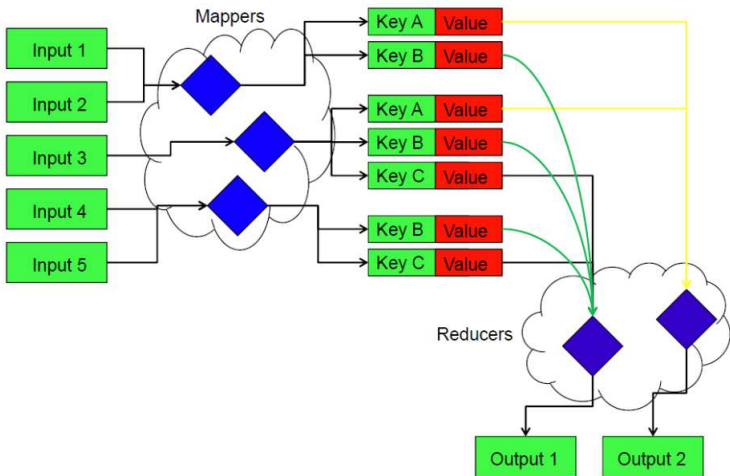 Mappers
Input 1
Input 2
Input 3
Input 4
Input 5
Key A Value
Key B Value
Key A Value
Key B Value
Key C Value
Key B Value
Key C Value
Reducers
Output 1
Output 2